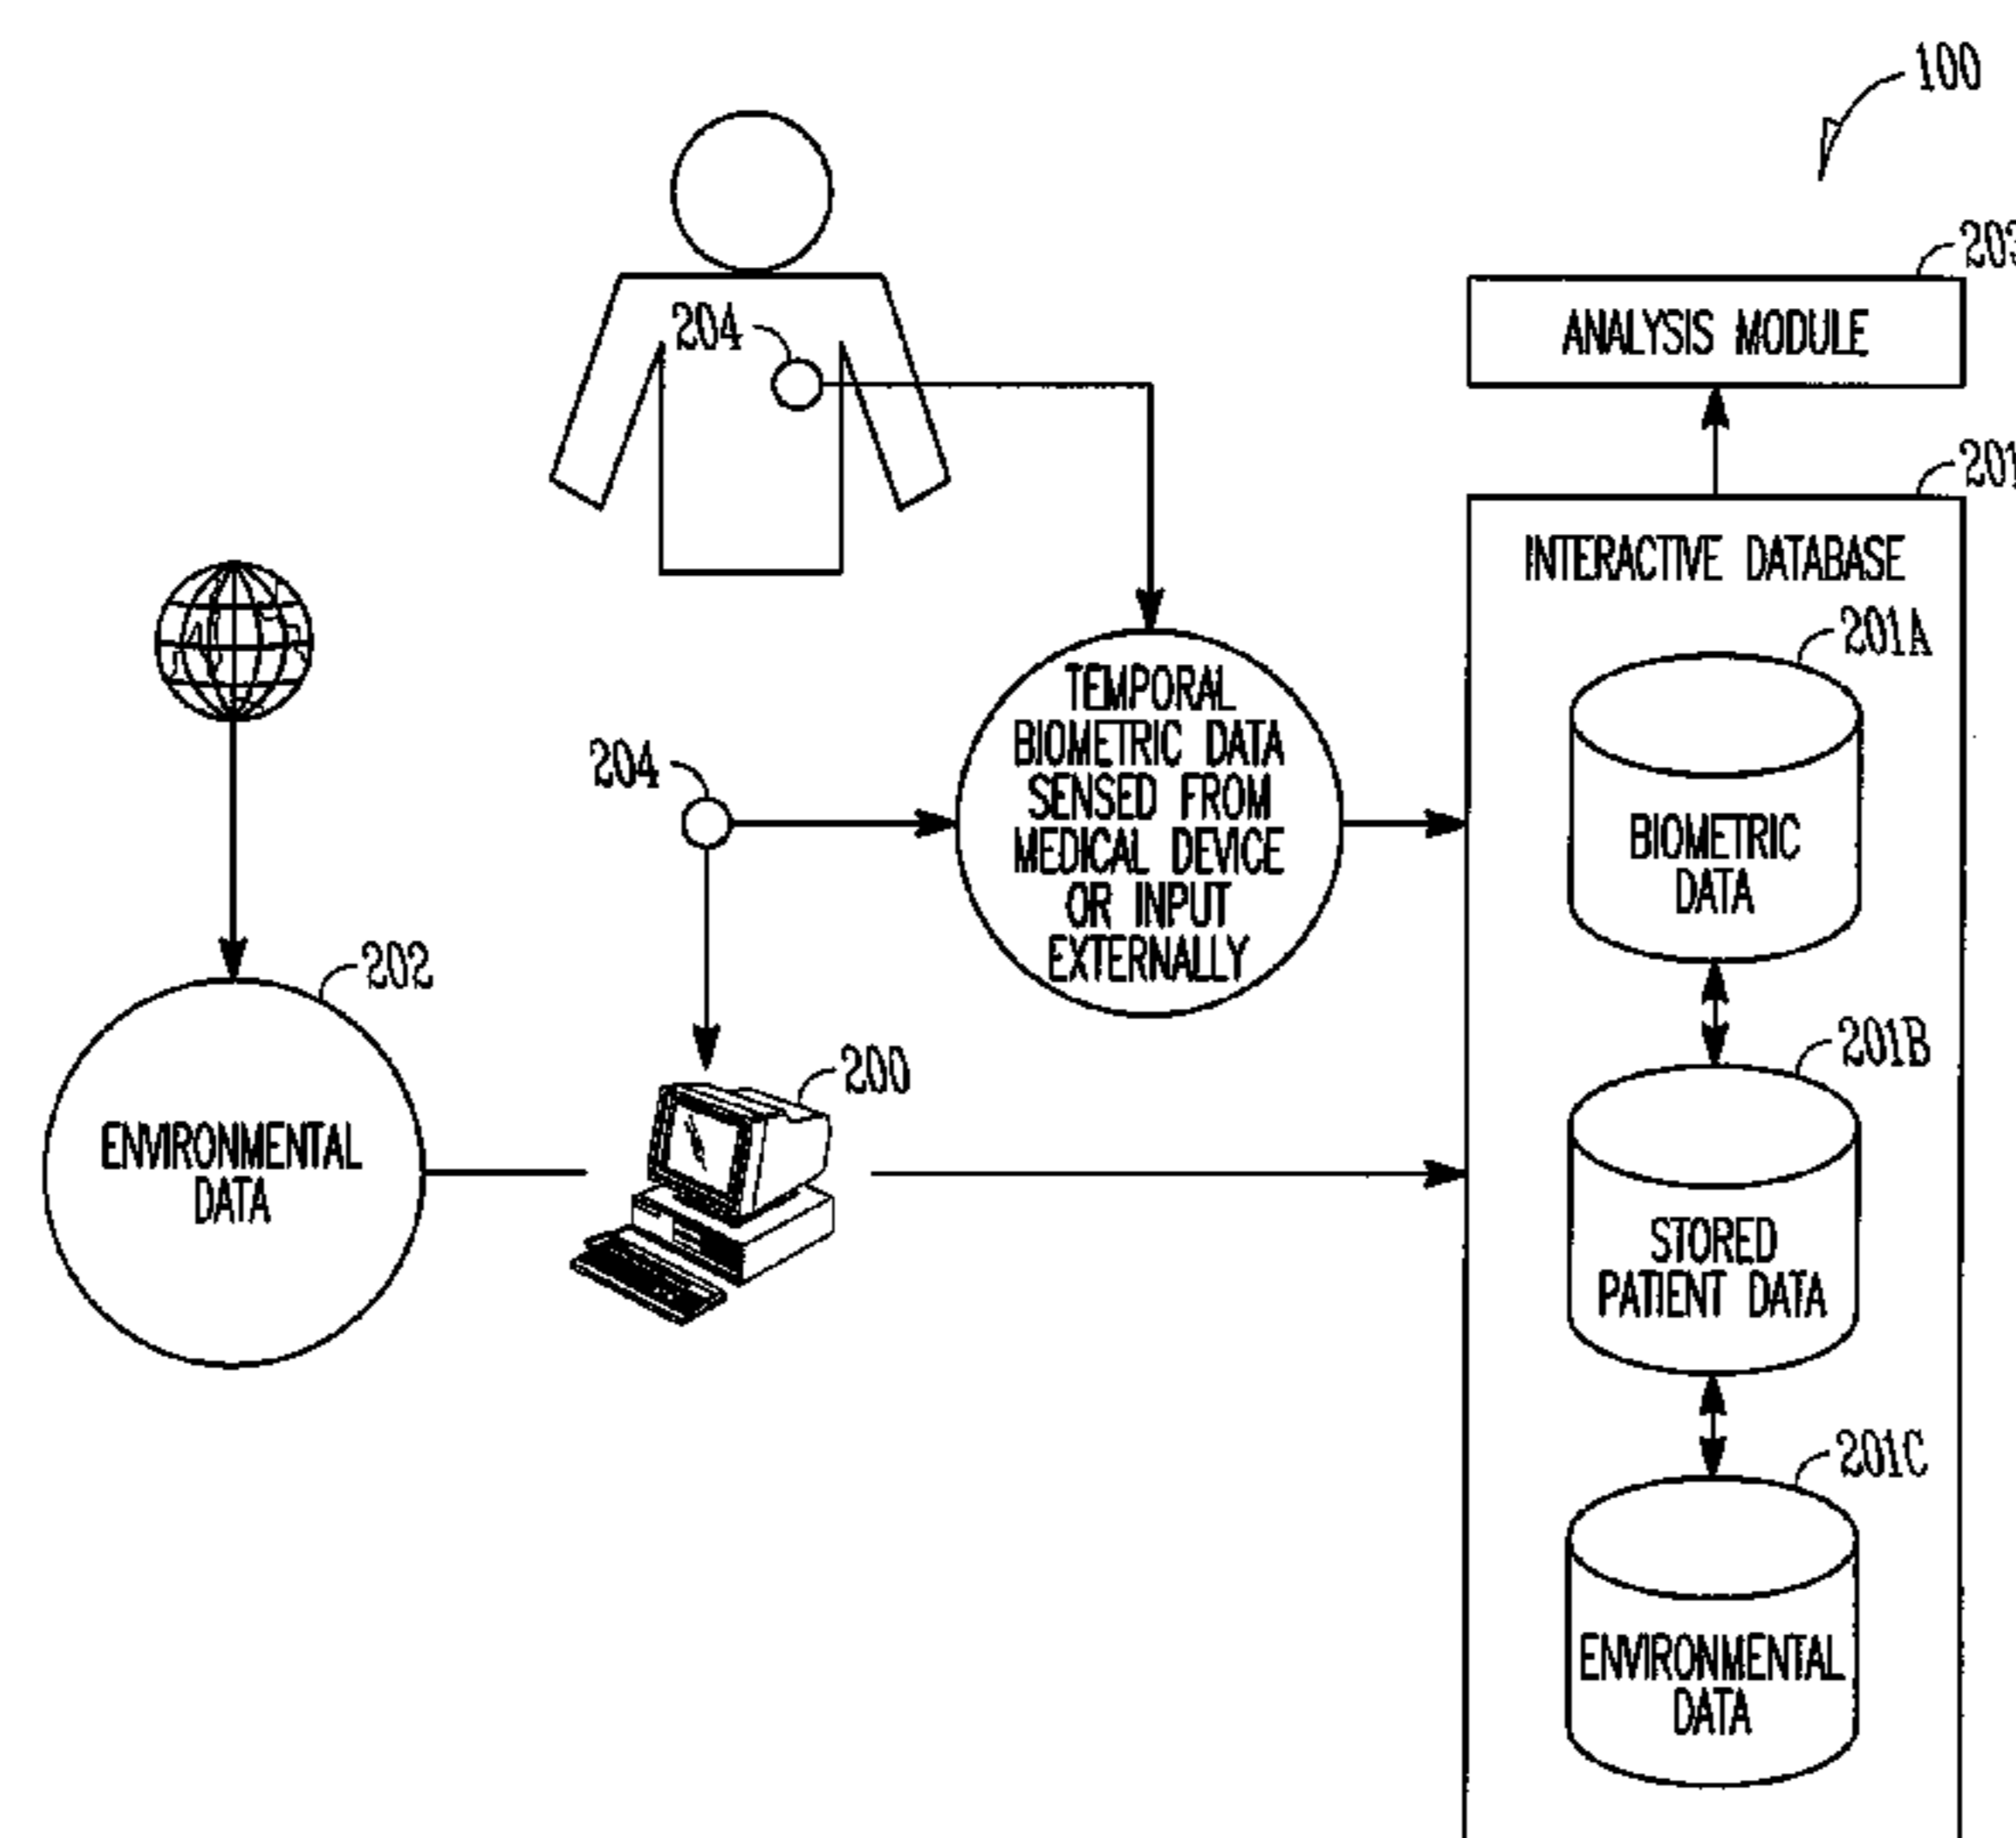 100
203
ANALYSIS MODULE
204
201
INTERACTIVE DATABASE
201A
TEMPORAL
BIOMETRIC DATA
SENSED FROM
MEDICAL DEVICE
OR INPUT
EXTERNALLY
204
BIOMETRIC
DATA
202
201B
200
ENVIRONMENTAL
DATA
STORED
PATIENT DATA
201C
ENVIRONMENTAL
DATA